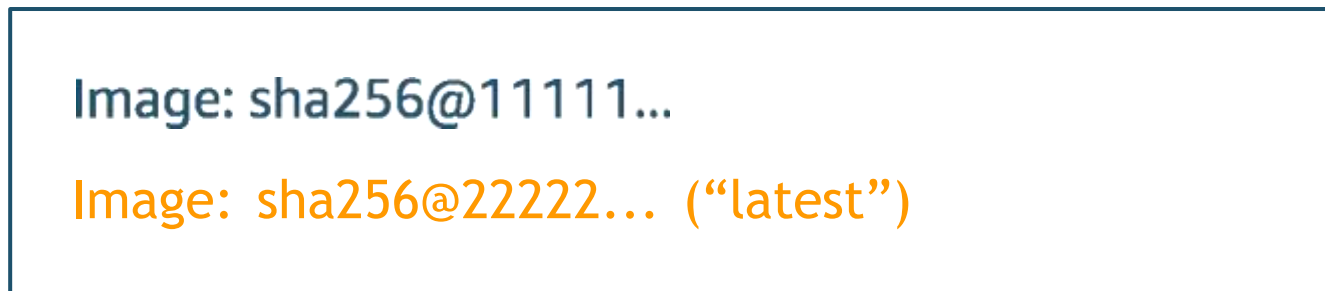 Image: sha256@11111...
Image: sha256@22222... (“latest”)